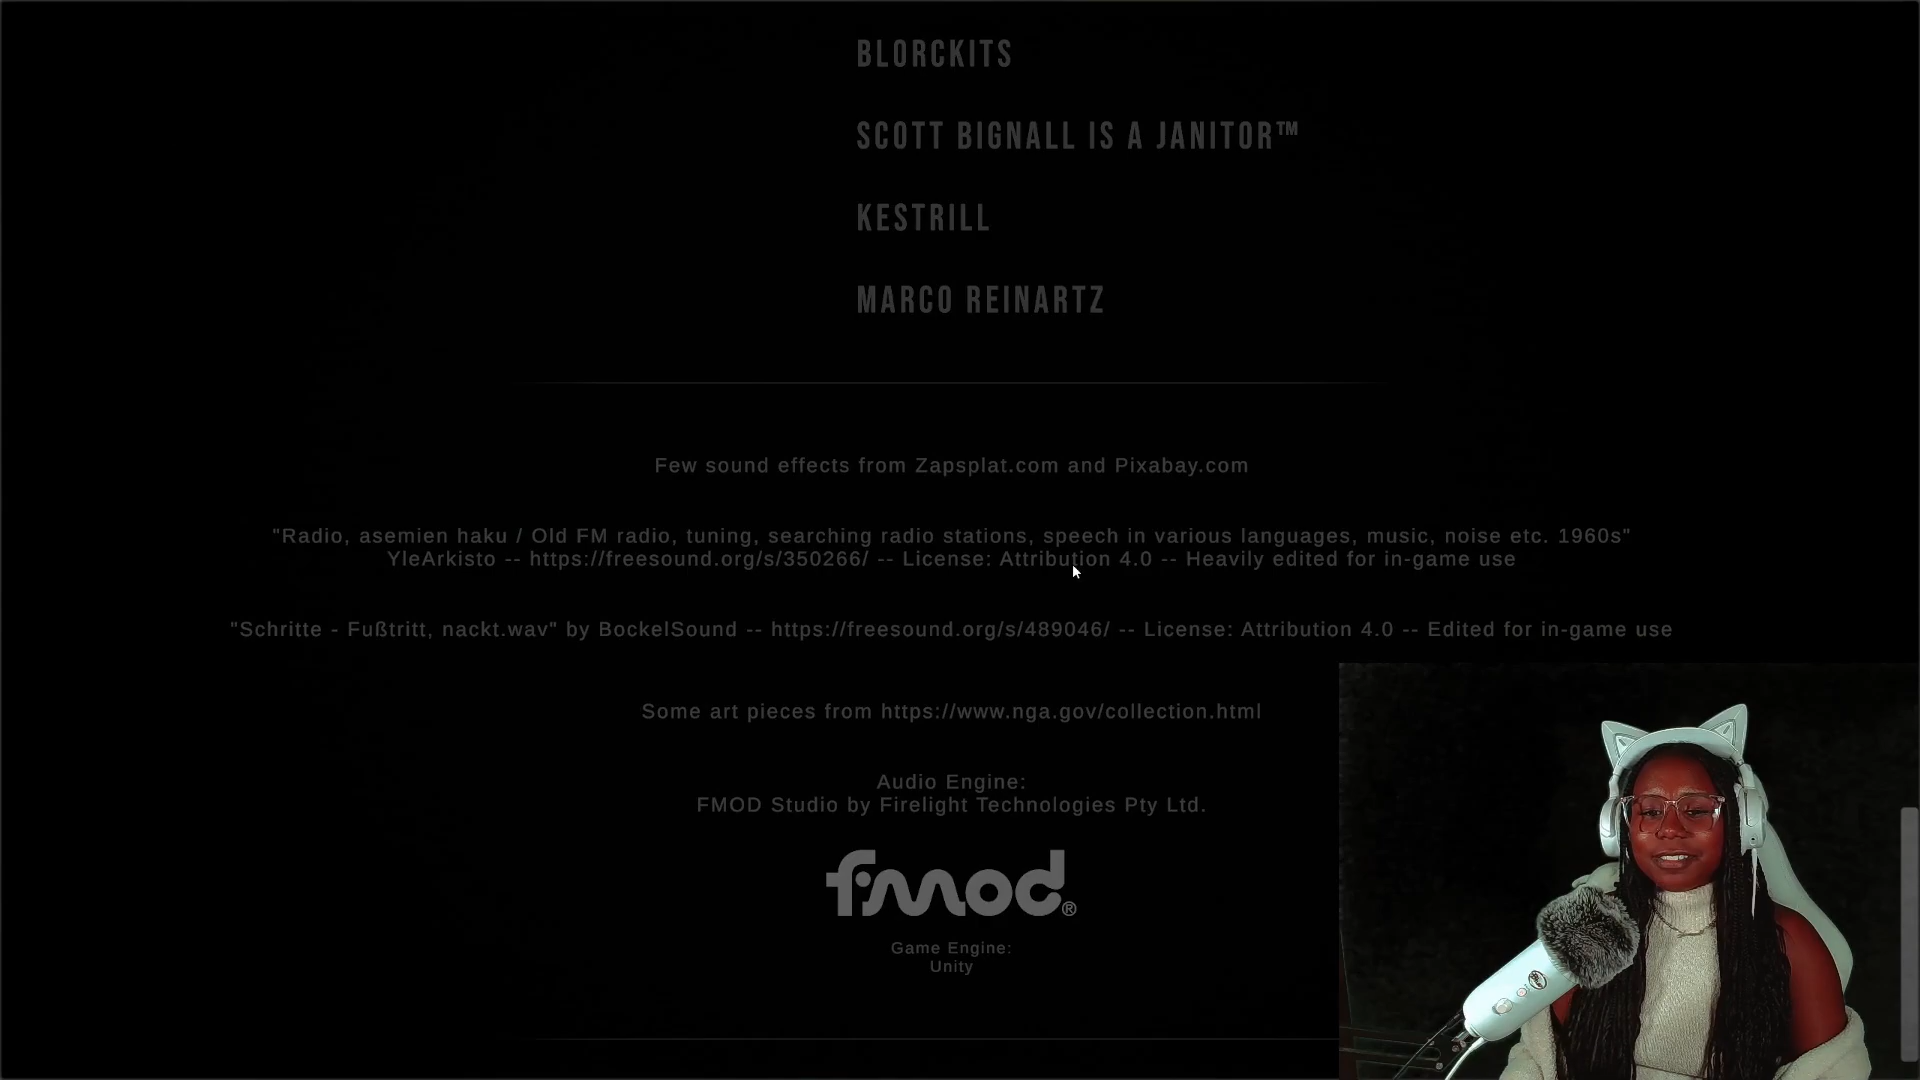 BLORCKITS
SCOTT BIGNALL IS A JANITOR™
KESTRILL
MARCO REINARTZ
Few sound effects from Zapsplat.com and Pixabay.com
"Radio, asemien haku / Old FM radio, tuning, searching radio stations, speech in various languages, music, noise etc. 1960s"
YleArkisto -- https://freesound.org/s/350266/ -- License: Attribution 4.0 -- Heavily edited for in-game use
"Schritte - Fußtritt, nackt.wav" by BockelSound -- https://freesound.org/s/489046/ -- License: Attribution 4.0 -- Edited for in-game use
Some art pieces from https://www.nga.gov/collection.html
Audio Engine:
FMOD Studio by Firelight Technologies Pty Ltd.
fmod®
Game Engine:
Unity